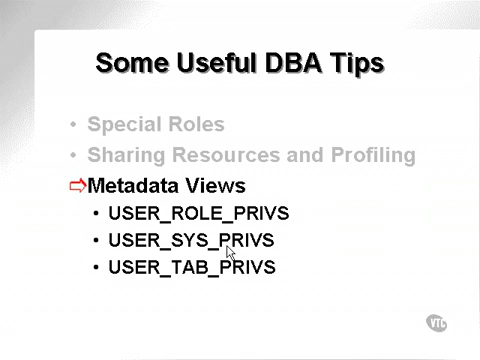 Some Useful DBA Tips
• Special Roles
• Sharing Resources and Profiling
⇨Metadata Views
• USER_ROLE_PRIVS
• USER_SYS_PRIVS
• USER_TAB_PRIVS
VTC